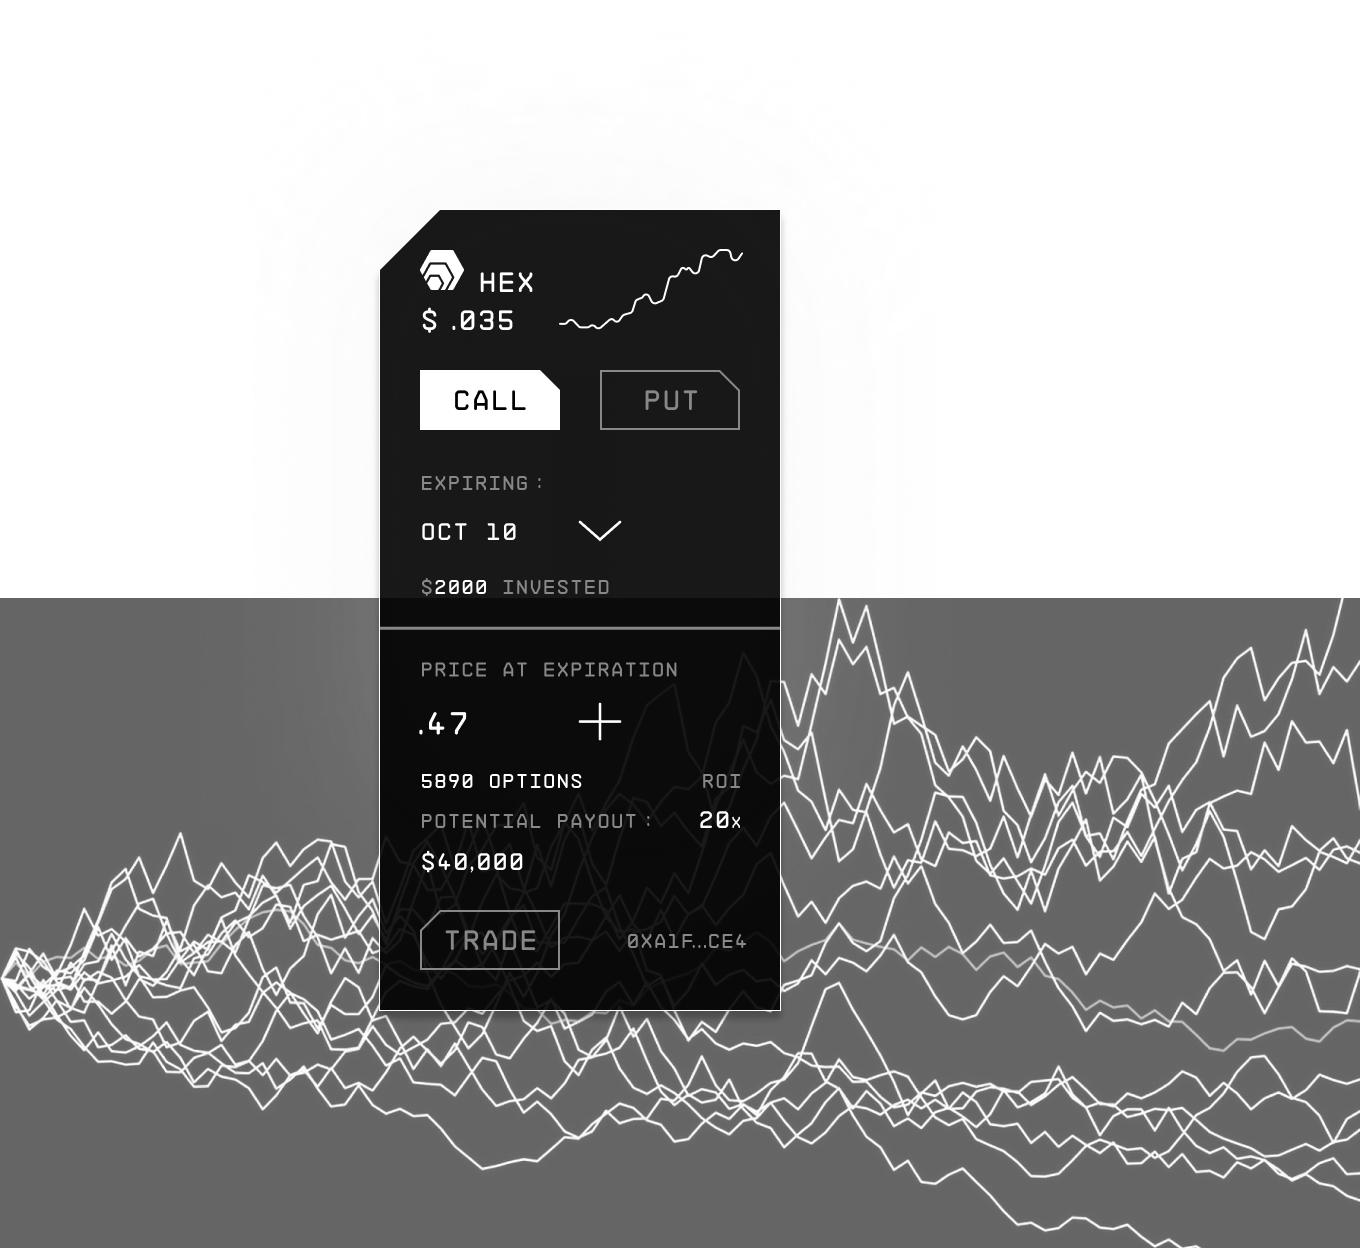 HEX
$ .035
CALL PUT
EXPIRING:
OCT 10
$2000 INVESTED
PRICE AT EXPIRATION
.47
5890 OPTIONS ROI
POTENTIAL PAYOUT: 20x
$40,000
TRADE 0XA1F...CE4